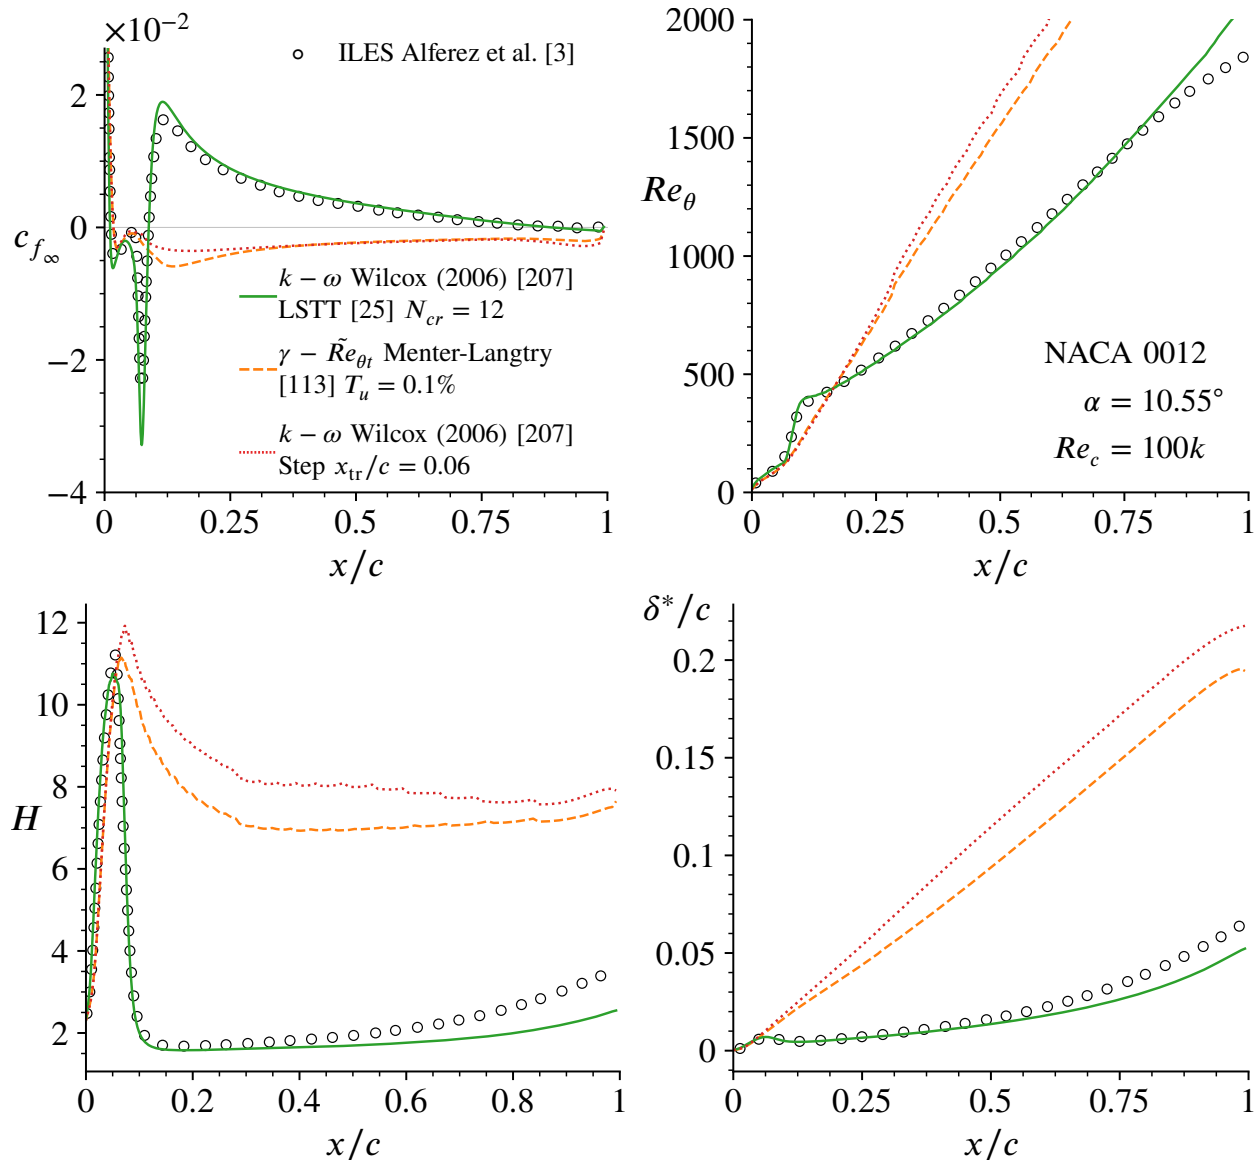 ×10⁻²
ILES Alferez et al. [3]
2
0
−2
−4
c_f∞
k − ω Wilcox (2006) [207]
LSTT [25] N_cr = 12
γ − R̃e_θt Menter-Langtry
[113] T_u = 0.1%
k − ω Wilcox (2006) [207]
Step x_tr/c = 0.06
0 0.25 0.5 0.75 1
x/c
2000
1500
1000
500
0
Re_θ
NACA 0012
α = 10.55°
Re_c = 100k
0 0.25 0.5 0.75 1
x/c
12
10
8
6
4
2
H
0 0.2 0.4 0.6 0.8 1
x/c
δ*/c
0.2
0.15
0.1
0.05
0
0 0.25 0.5 0.75 1
x/c